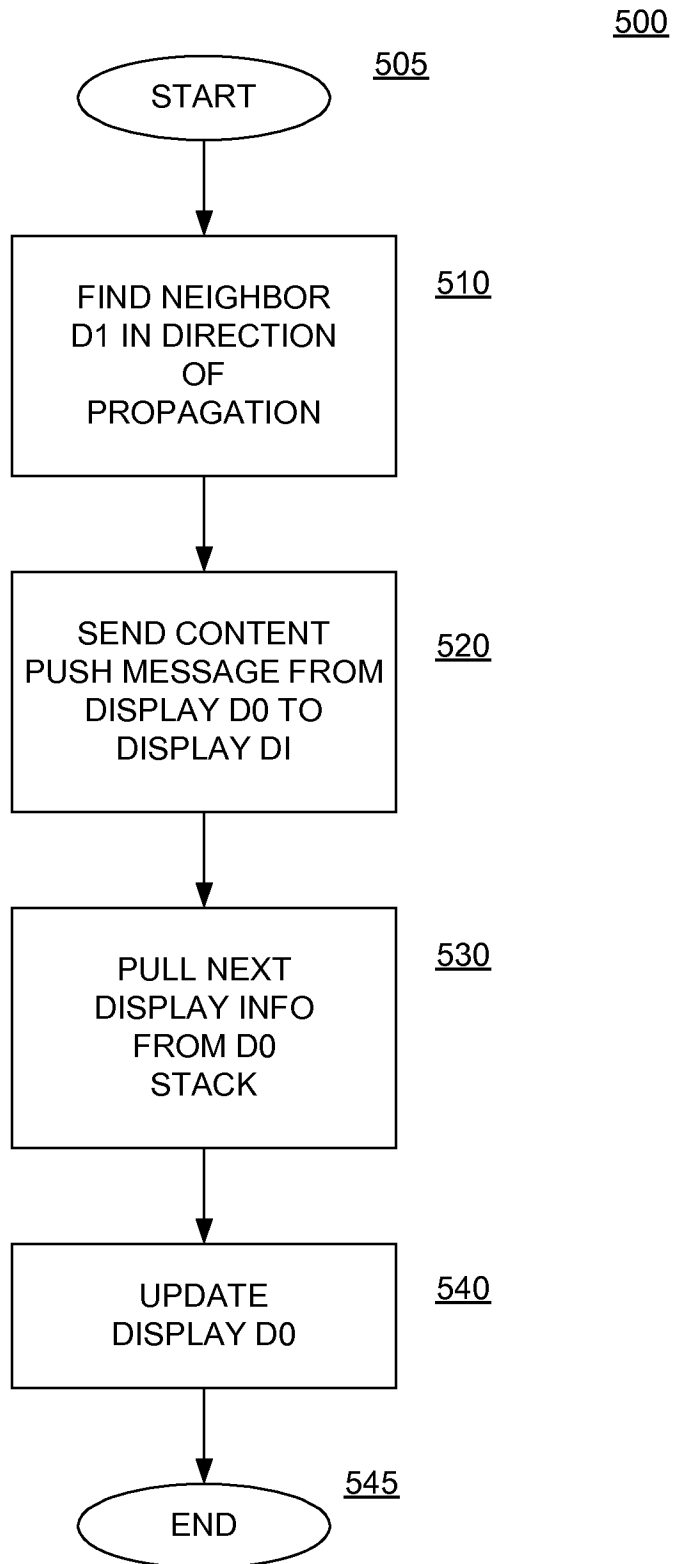 500
505
START
510
FIND NEIGHBOR
D1 IN DIRECTION
OF
PROPAGATION
520
SEND CONTENT
PUSH MESSAGE FROM
DISPLAY D0 TO
DISPLAY DI
530
PULL NEXT
DISPLAY INFO
FROM D0
STACK
540
UPDATE
DISPLAY D0
545
END